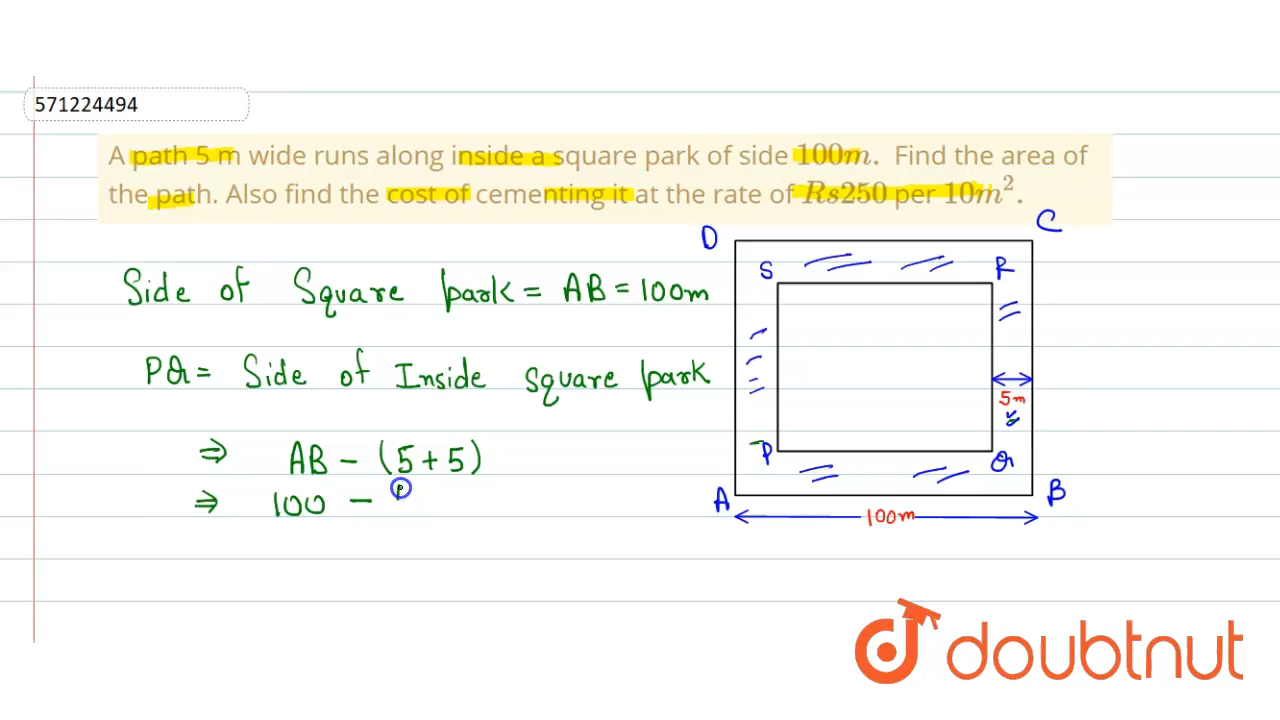 571224494
A path 5 m wide runs along inside a square park of side 100m. Find the area of
the path. Also find the cost of cementing it at the rate of Rs250 per 10m².
D
C
S
R
Side of Square park = AB = 100m
PQ = Side of Inside square park
5m
⇒ AB - (5+5)
P
Q
⇒ 100 -
A
B
100m
doubtnut